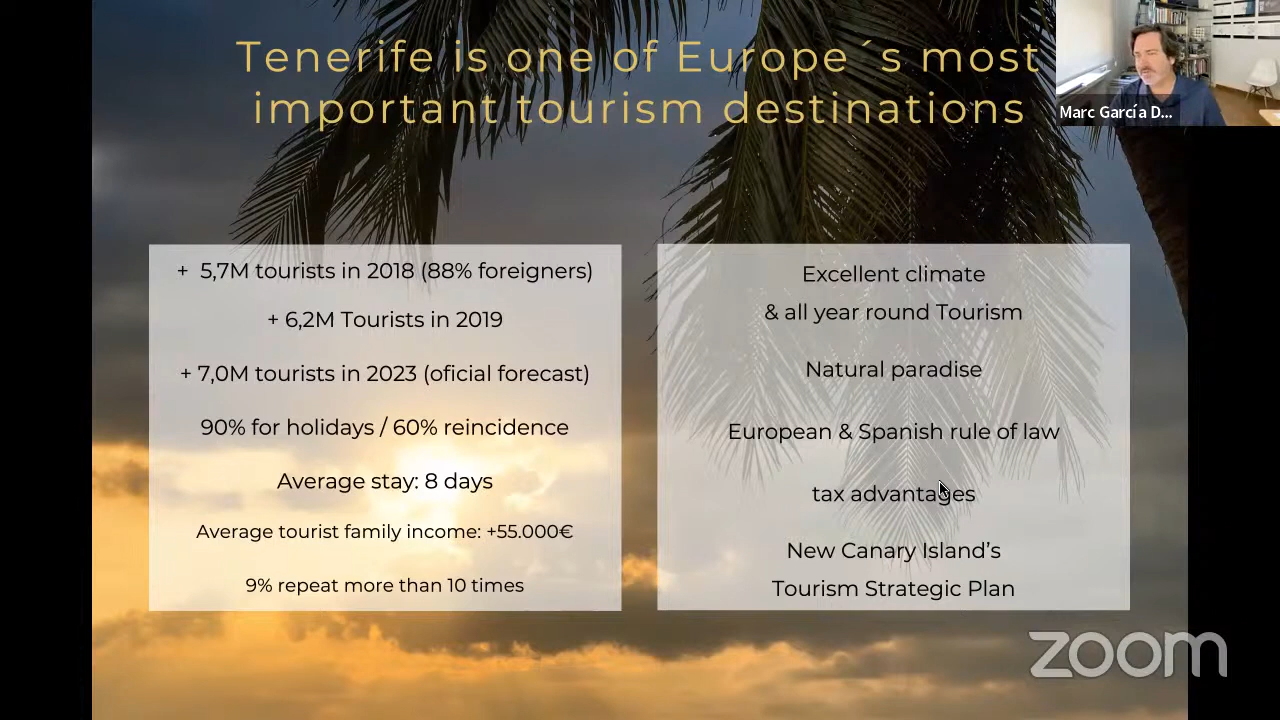 Tenerife is one of Europe´s most
important tourism destinations
Marc García D...
+ 5,7M tourists in 2018 (88% foreigners)
+ 6,2M Tourists in 2019
+ 7,0M tourists in 2023 (oficial forecast)
90% for holidays / 60% reincidence
Average stay: 8 days
Average tourist family income: +55.000€
9% repeat more than 10 times
Excellent climate
& all year round Tourism
Natural paradise
European & Spanish rule of law
tax advantages
New Canary Island’s
Tourism Strategic Plan
zoom